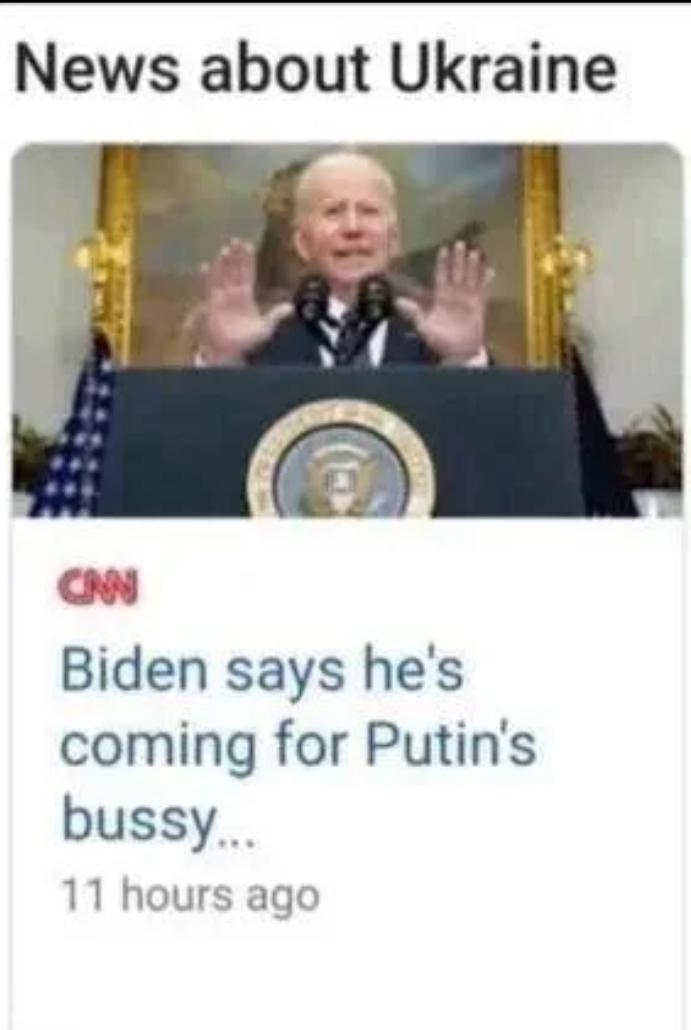 News about Ukraine
CNN
Biden says he's
coming for Putin's
bussy...
11 hours ago